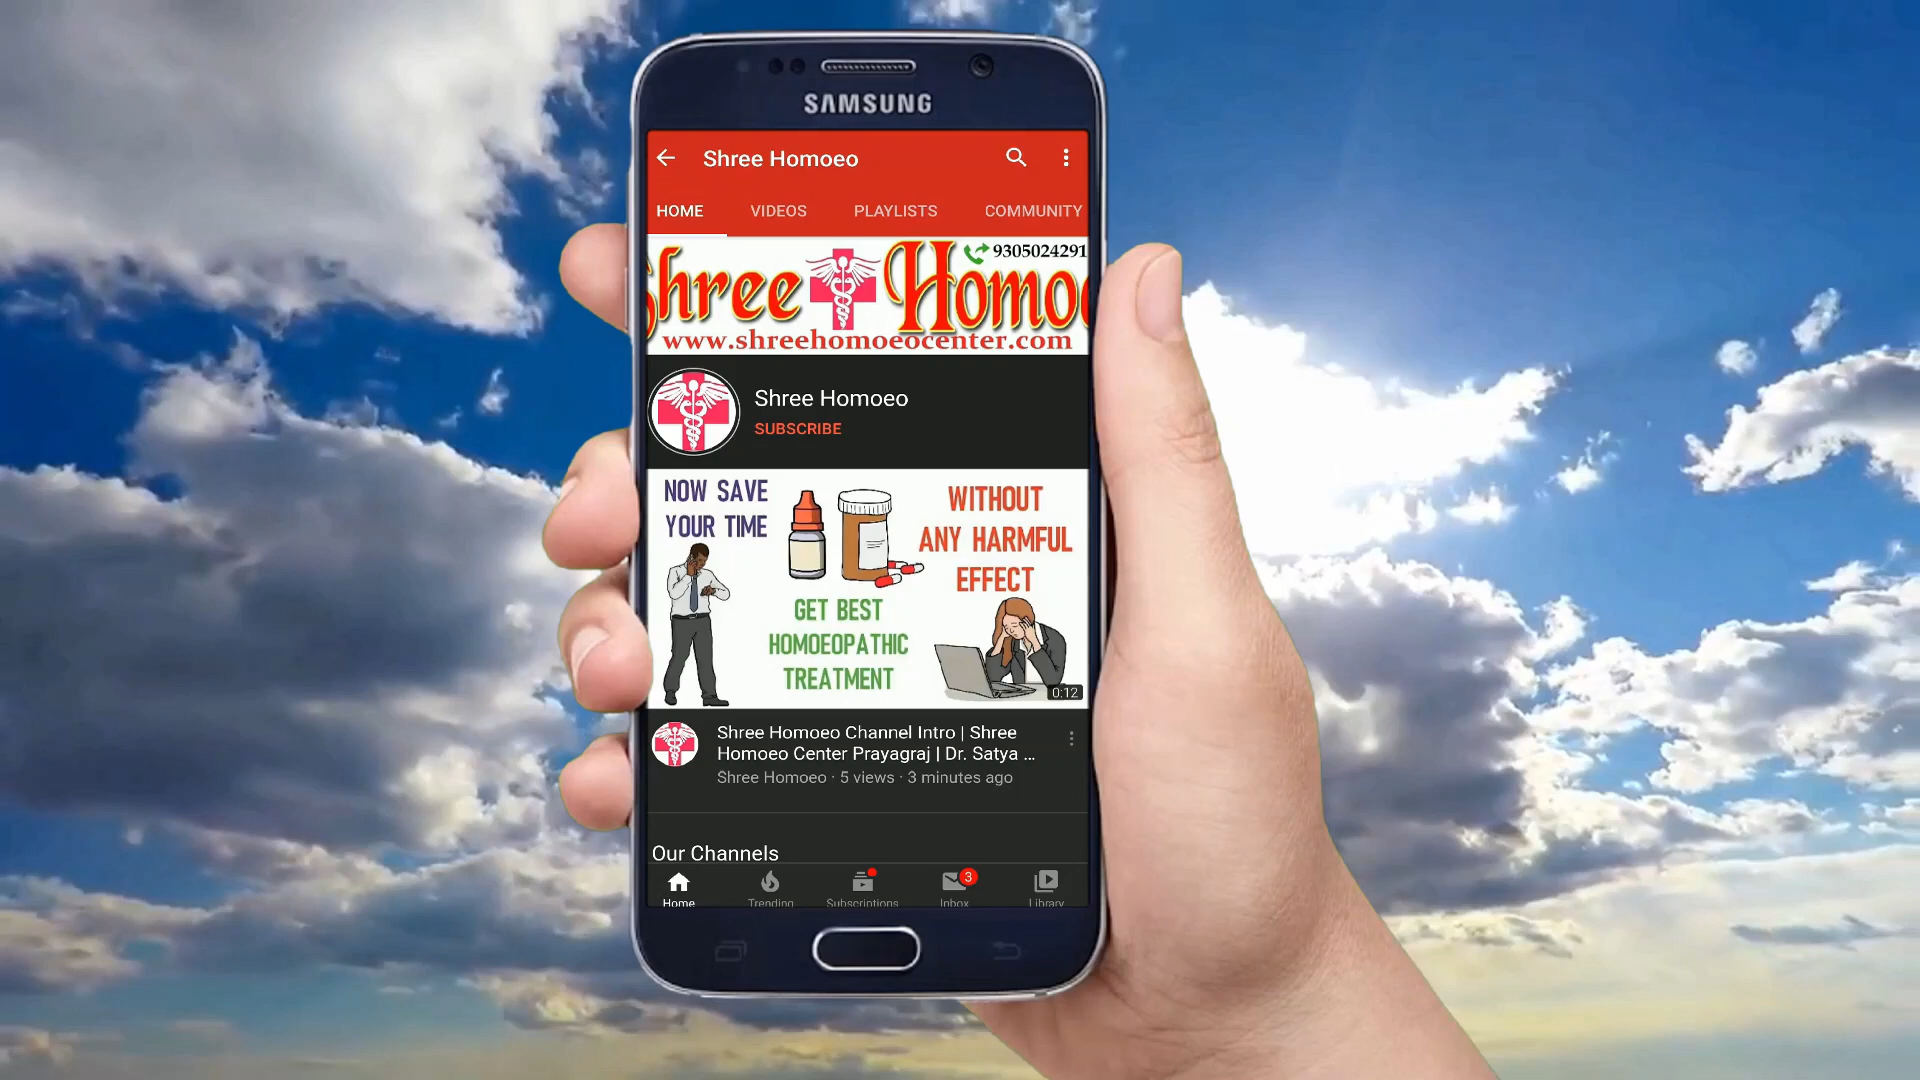 SAMSUNG
Shree Homoeo
HOME VIDEOS PLAYLISTS COMMUNITY
9305024291
Shree Homoe
www.shreehomoeocenter.com
Shree Homoeo
SUBSCRIBE
NOW SAVE
YOUR TIME
WITHOUT
ANY HARMFUL
EFFECT
GET BEST
HOMOEOPATHIC
TREATMENT
0:12
Shree Homoeo Channel Intro | Shree
Homoeo Center Prayagraj | Dr. Satya ...
Shree Homoeo · 5 views · 3 minutes ago
Our Channels
3
Home Trending Subscriptions Inbox Library